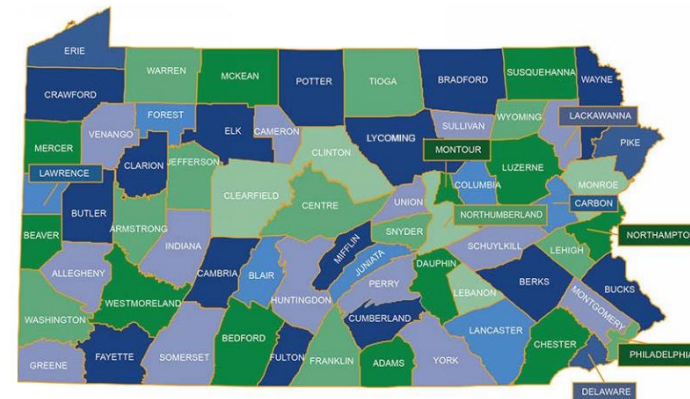 ERIE
WARREN
MCKEAN
POTTER
TIOGA
BRADFORD
SUSQUEHANNA
WAYNE
CRAWFORD
FOREST
WYOMING
LACKAWANNA
VENANGO
ELK
CAMERON
LYCOMING
SULLIVAN
PIKE
MERCER
CLARION
JEFFERSON
CLINTON
MONTOUR
LUZERNE
LAWRENCE
CLEARFIELD
CENTRE
UNION
COLUMBIA
MONROE
CARBON
BUTLER
ARMSTRONG
SNYDER
NORTHUMBERLAND
BEAVER
INDIANA
MIFFLIN
SCHUYLKILL
LEHIGH
NORTHAMPTO
ALLEGHENY
CAMBRIA
BLAIR
JUNIATA
DAUPHIN
WESTMORELAND
HUNTINGDON
PERRY
LEBANON
BERKS
BUCKS
WASHINGTON
MONTGOMERY
CUMBERLAND
LANCASTER
GREENE
FAYETTE
SOMERSET
BEDFORD
FULTON
FRANKLIN
ADAMS
YORK
CHESTER
PHILADELPHIA
DELAWARE